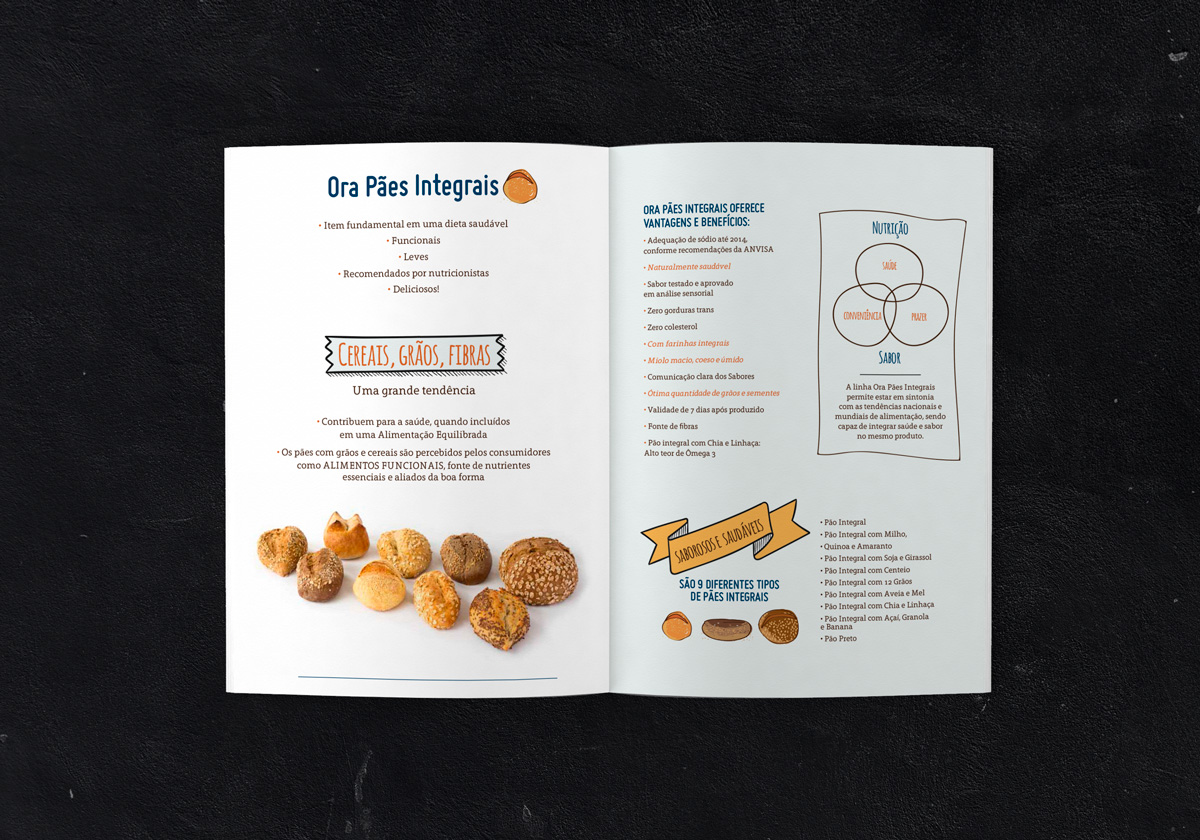 Ora Pães Integrais
• Item fundamental em uma dieta saudável
• Funcionais
• Leves
• Recomendados por nutricionistas
• Deliciosos!
Cereais, grãos, fibras
Uma grande tendência
• Contribuem para a saúde, quando incluídos
em uma Alimentação Equilibrada
• Os pães com grãos e cereais são percebidos pelos consumidores
como ALIMENTOS FUNCIONAIS, fonte de nutrientes
essenciais e aliados da boa forma
ORA PÃES INTEGRAIS OFERECE
VANTAGENS E BENEFÍCIOS:
• Adequação de sódio até 2014,
conforme recomendações da ANVISA
• Naturalmente saudável
• Sabor testado e aprovado
em análise sensorial
• Zero gorduras trans
• Zero colesterol
• Com farinhas integrais
• Miolo macio, coeso e úmido
• Comunicação clara dos Sabores
• Ótima quantidade de grãos e sementes
• Validade de 7 dias após produzido
• Fonte de fibras
• Pão integral com Chia e Linhaça:
Alto teor de Ômega 3
Nutrição
SAÚDE
CONVENIÊNCIA
PRAZER
Sabor
A linha Ora Pães Integrais
permite estar em sintonia
com as tendências nacionais e
mundiais de alimentação, sendo
capaz de integrar saúde e sabor
no mesmo produto.
SABOROSOS E SAUDÁVEIS
SÃO 9 DIFERENTES TIPOS
DE PÃES INTEGRAIS
• Pão Integral
• Pão Integral com Milho,
• Quinoa e Amaranto
• Pão Integral com Soja e Girassol
• Pão Integral com Centeio
• Pão Integral com 12 Grãos
• Pão Integral com Aveia e Mel
• Pão Integral com Chia e Linhaça
• Pão Integral com Açaí, Granola
e Banana
• Pão Preto